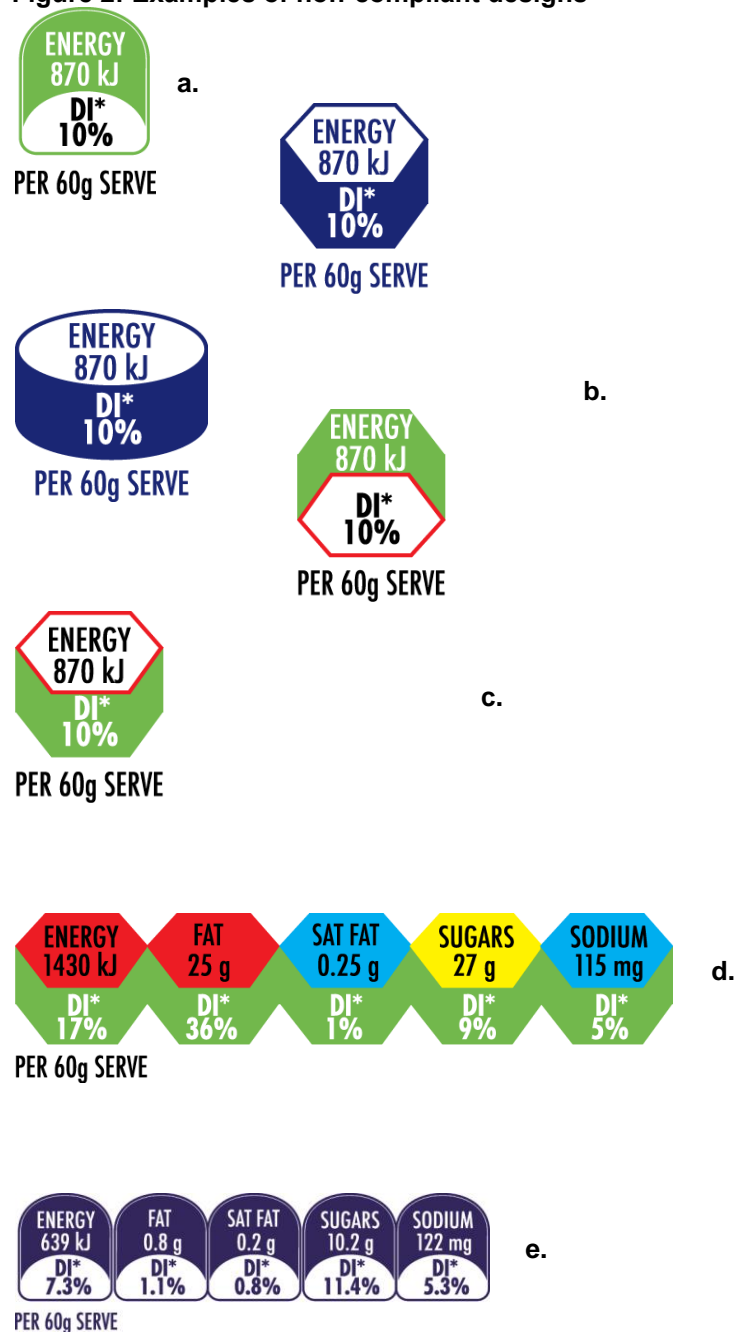 Figure 2: Examples of non-compliant designs
ENERGY
870 kJ
DI*
10%
PER 60g SERVE
a.
ENERGY
870 kJ
DI*
10%
PER 60g SERVE
ENERGY
870 kJ
DI*
10%
PER 60g SERVE
b.
ENERGY
870 kJ
DI*
10%
PER 60g SERVE
ENERGY
870 kJ
DI*
10%
PER 60g SERVE
c.
ENERGY FAT SAT FAT SUGARS SODIUM
1430 kJ 25 g 0.25 g 27 g 115 mg
DI* DI* DI* DI* DI*
17% 36% 1% 9% 5%
PER 60g SERVE
d.
ENERGY FAT SAT FAT SUGARS SODIUM
639 kJ 0.8 g 0.2 g 10.2 g 122 mg
DI* DI* DI* DI* DI*
7.3% 1.1% 0.8% 11.4% 5.3%
PER 60g SERVE
e.